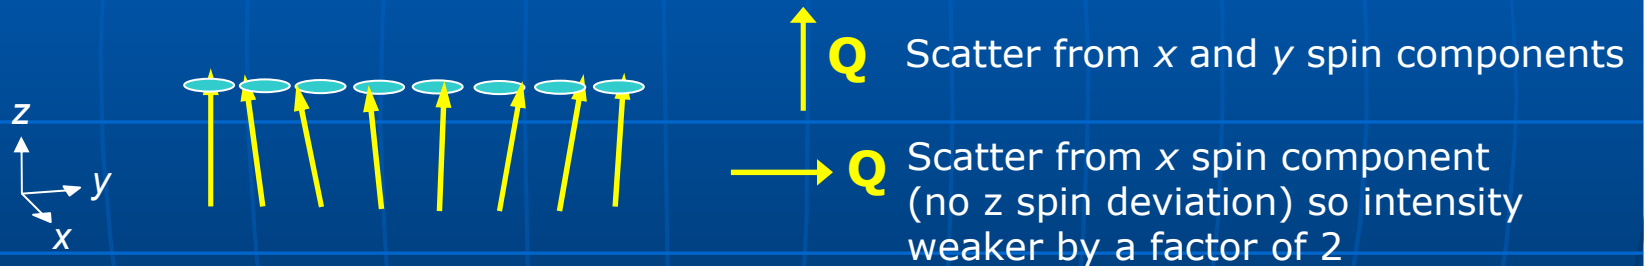 z
y
x
Q Scatter from x and y spin components
Q Scatter from x spin component
(no z spin deviation) so intensity
weaker by a factor of 2